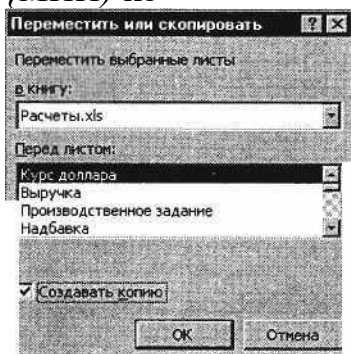 Переместить или скопировать
Переместить выбранные листы
в книгу:
Расчеты.xls
Перед листом:
Курс доллара
Выручка
Производственное задание
Надбавка
Создавать копию
ОК
Отмена